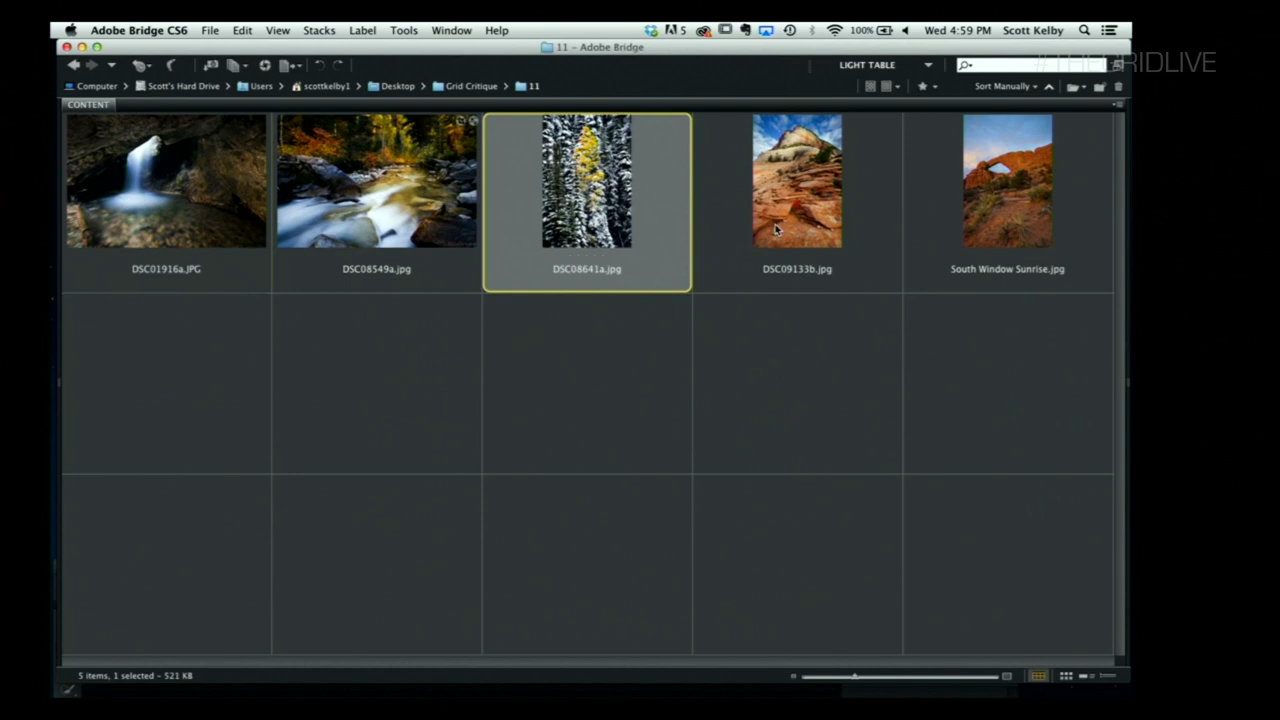 Adobe Bridge CS6 File Edit View Stacks Label Tools Window Help 5 100% Wed 4:59 PM Scott Kelby
11 – Adobe Bridge
LIGHT TABLE #THEGRIDLIVE
Computer Scott's Hard Drive Users scottkelby1 Desktop Grid Critique 11 Sort Manually
CONTENT
DSC01916a.JPG DSC08549a.jpg DSC08641a.jpg DSC09133b.jpg South Window Sunrise.jpg
5 items, 1 selected – 521 KB